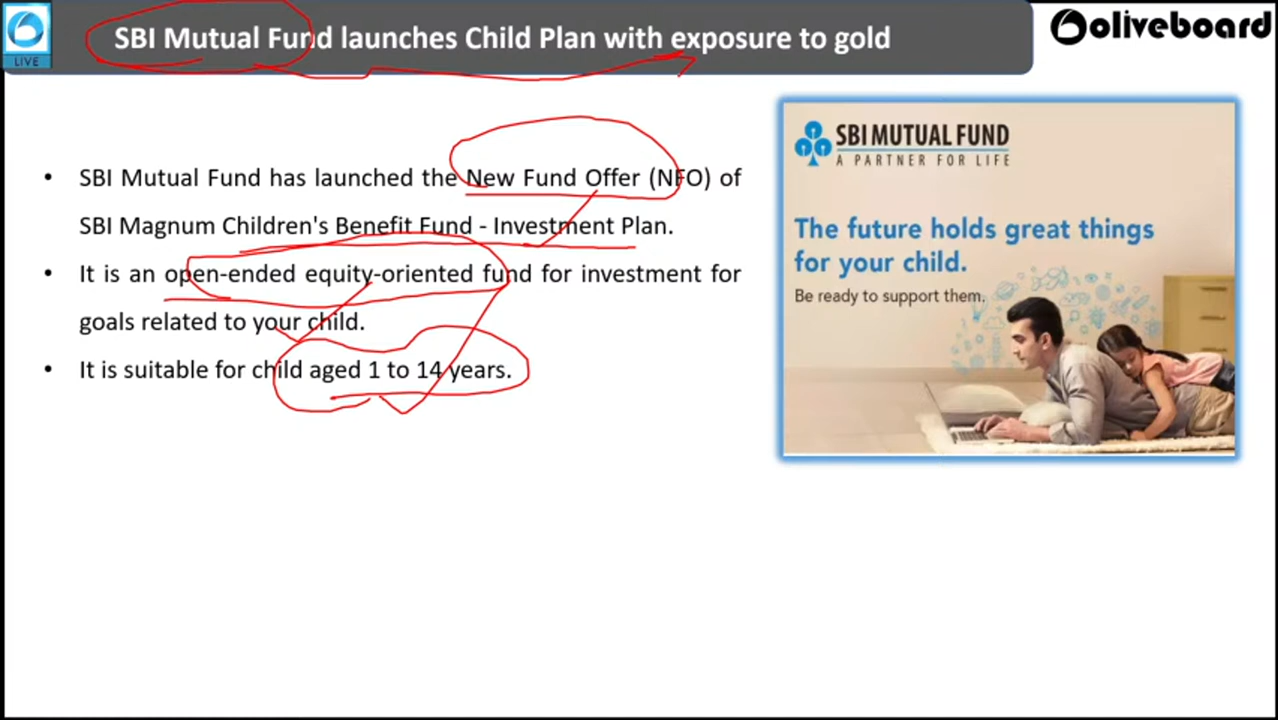 SBI Mutual Fund launches Child Plan with exposure to gold
LIVE
oliveboard
• SBI Mutual Fund has launched the New Fund Offer (NFO) of
SBI Magnum Children's Benefit Fund - Investment Plan.
• It is an open-ended equity-oriented fund for investment for
goals related to your child.
• It is suitable for child aged 1 to 14 years.
SBI MUTUAL FUND
A PARTNER FOR LIFE
The future holds great things
for your child.
Be ready to support them.